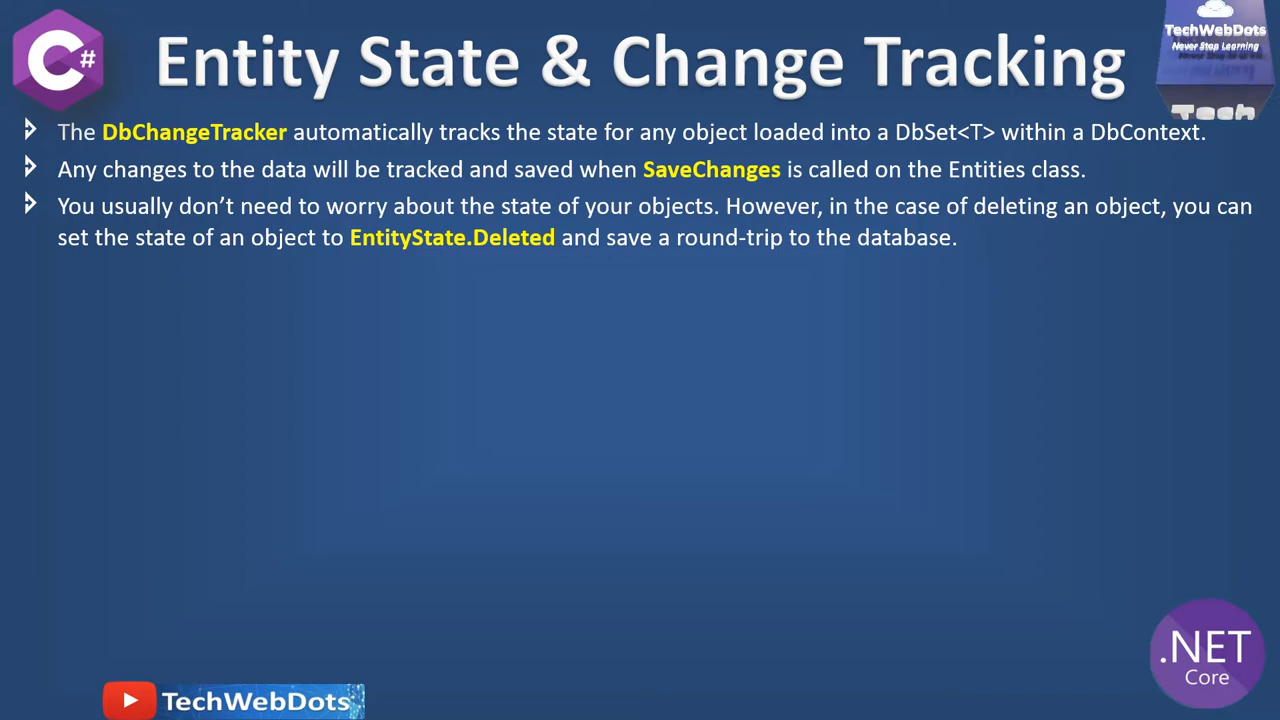 C#
Entity State & Change Tracking
TechWebDots
Never Stop Learning
Tech
The DbChangeTracker automatically tracks the state for any object loaded into a DbSet<T> within a DbContext.
Any changes to the data will be tracked and saved when SaveChanges is called on the Entities class.
You usually don’t need to worry about the state of your objects. However, in the case of deleting an object, you can
set the state of an object to EntityState.Deleted and save a round-trip to the database.
.NET
Core
TechWebDots